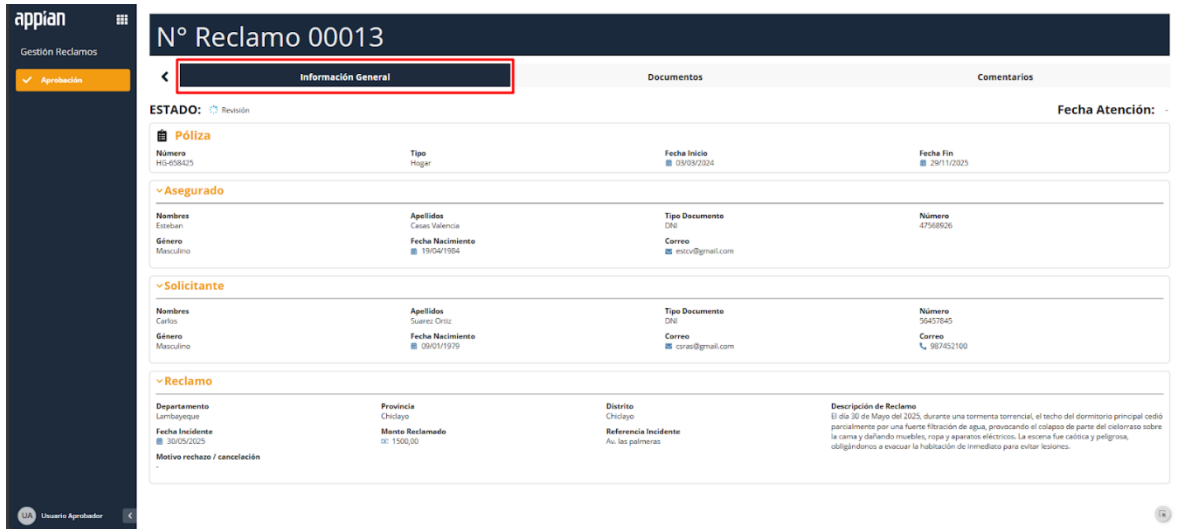 appian
Gestión Reclamos
Aprobación
N° Reclamo 00013
Información General
Documentos
Comentarios
ESTADO: Revisión
Fecha Atención: -
Póliza
Número Tipo Fecha Inicio Fecha Fin
HG-658425 Hogar 03/03/2024 29/11/2025
Asegurado
Nombres Apellidos Tipo Documento Número
Esteban Casas Valencia DNI 47568926
Género Fecha Nacimiento Correo
Masculino 19/04/1984 estcv@gmail.com
Solicitante
Nombres Apellidos Tipo Documento Número
Carlos Suarez Ortiz DNI 56457845
Género Fecha Nacimiento Correo Correo
Masculino 09/01/1979 csras@gmail.com 987452100
Reclamo
Departamento Provincia Distrito
Lambayeque Chiclayo Chiclayo
Fecha Incidente Monto Reclamado Referencia Incidente
30/05/2025 1500,00 Av. las palmeras
Motivo rechazo / cancelación
-
Descripción de Reclamo
El día 30 de Mayo del 2025, durante una tormenta torrencial, el techo del dormitorio principal cedió
parcialmente por una fuerte filtración de agua, provocando el colapso de parte del cielorraso sobre
la cama y dañando muebles, ropa y aparatos eléctricos. La escena fue caótica y peligrosa,
obligándonos a evacuar la habitación de inmediato para evitar lesiones.
UA Usuario Aprobador